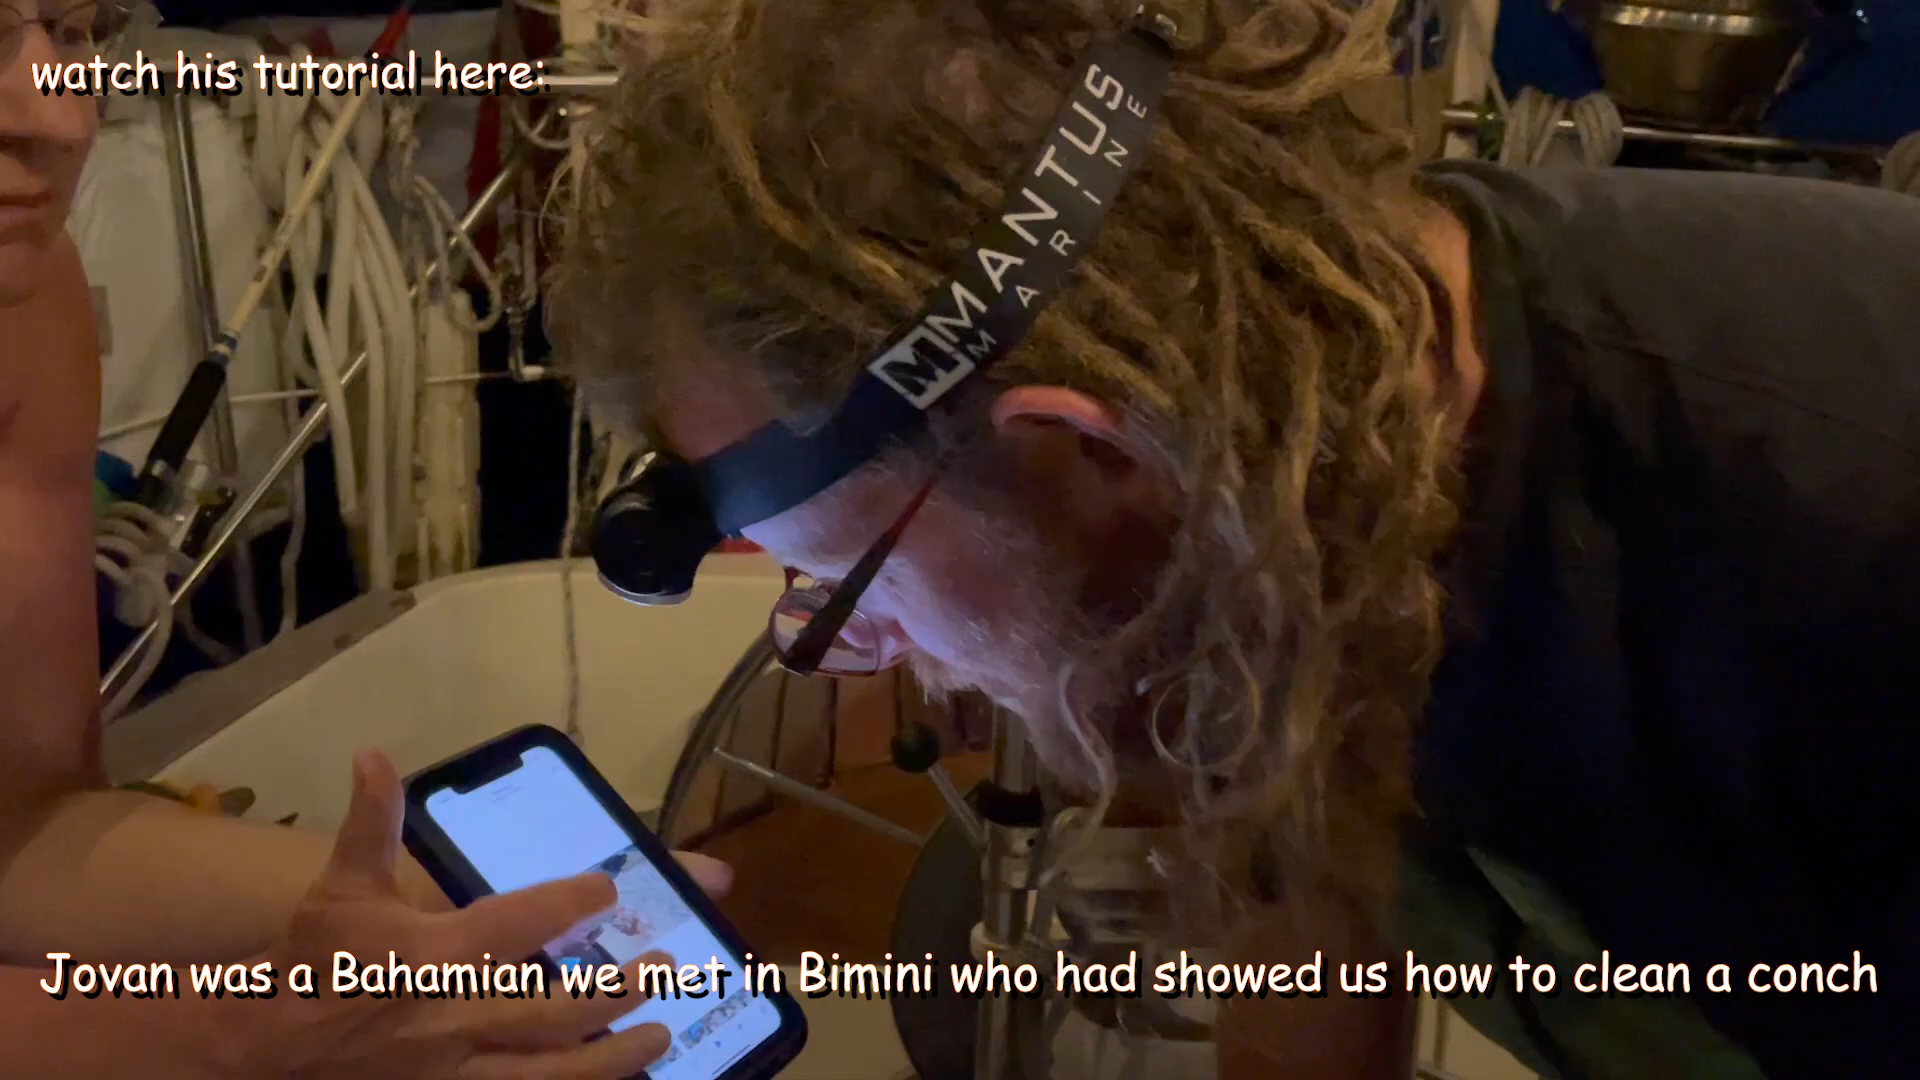 watch his tutorial here:
MANTUS
MARINE
M
Jovan was a Bahamian we met in Bimini who had showed us how to clean a conch